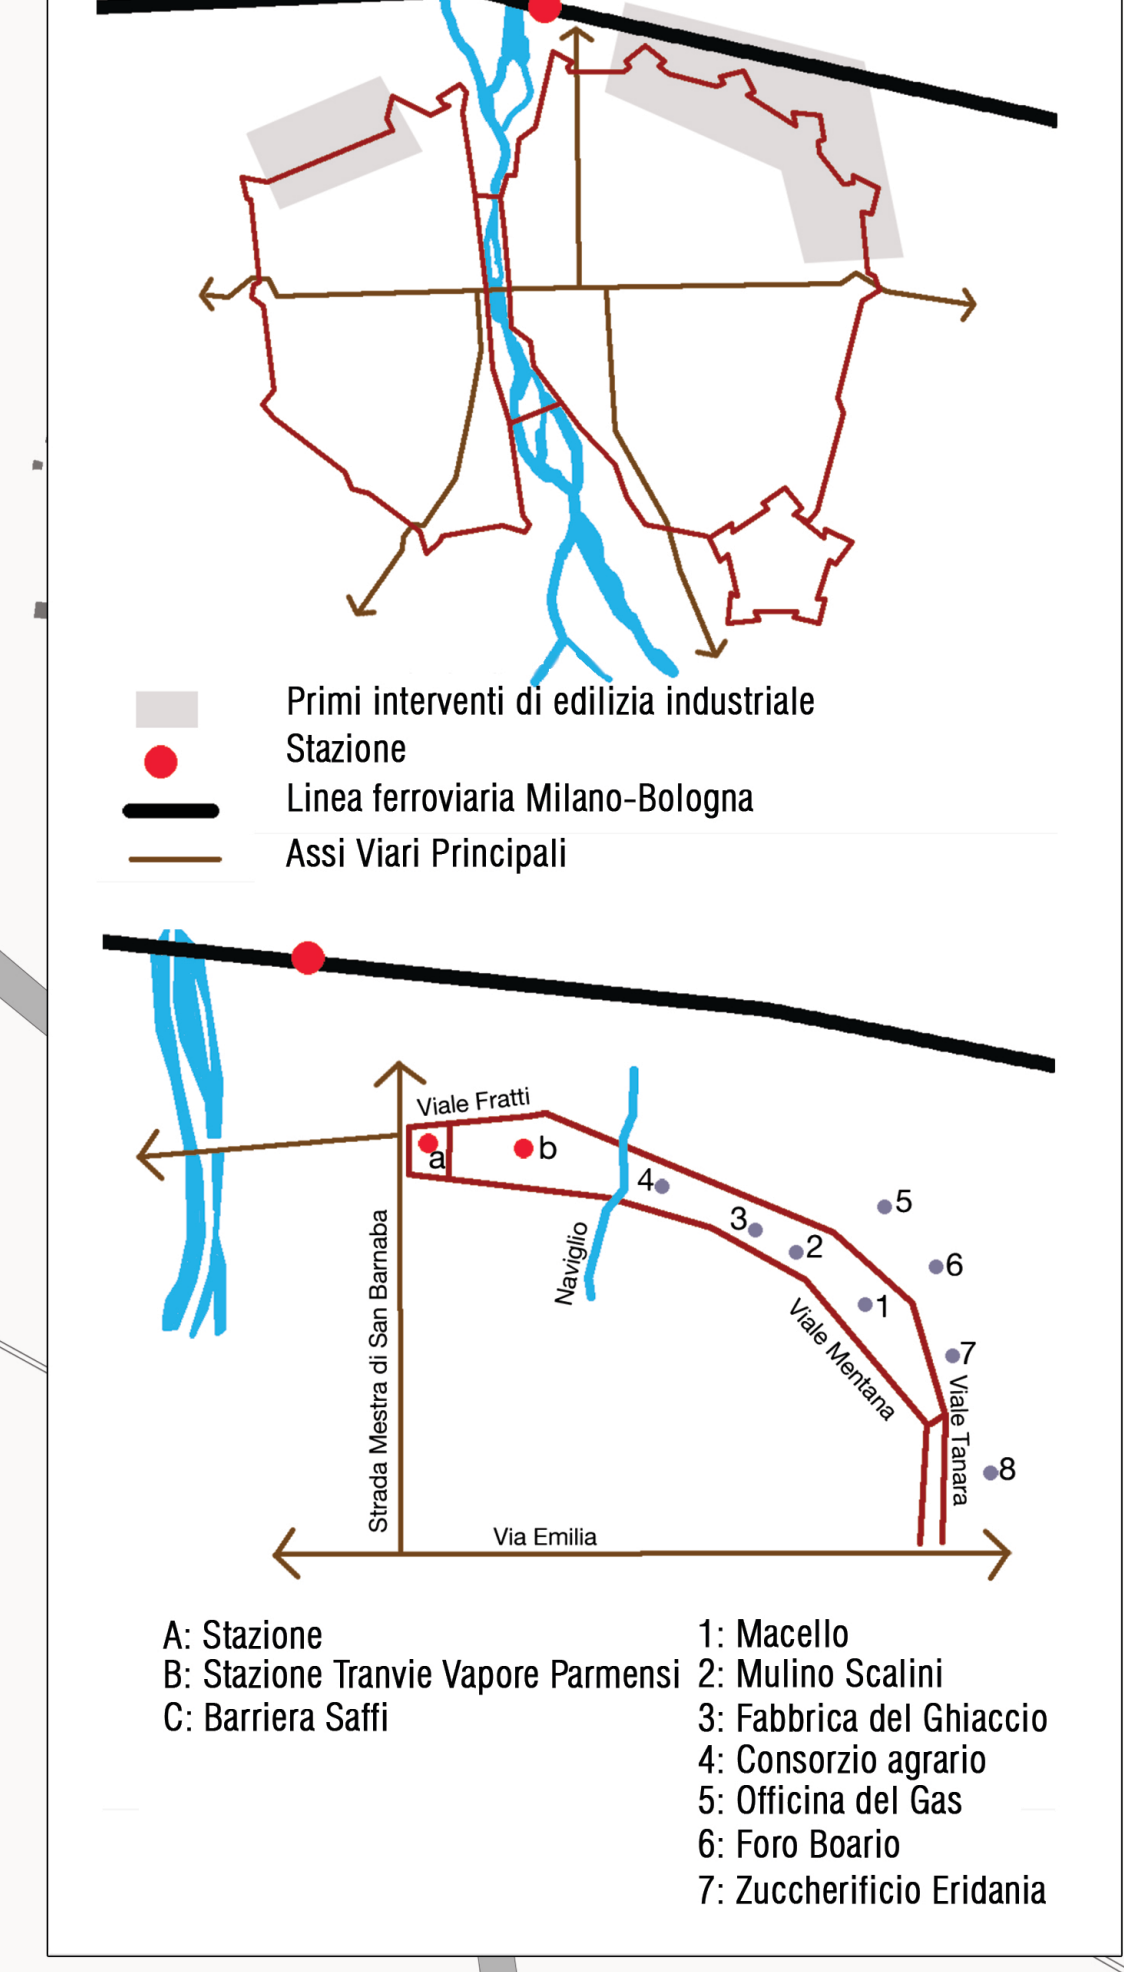 Primi interventi di edilizia industriale
Stazione
Linea ferroviaria Milano-Bologna
Assi Viari Principali
Viale Fratti
a
b
4
3
2
5
6
1
7
8
Naviglio
Viale Mentana
Viale Tanara
Strada Mestra di San Barnaba
Via Emilia
A: Stazione
B: Stazione Tranvie Vapore Parmensi
C: Barriera Saffi
1: Macello
2: Mulino Scalini
3: Fabbrica del Ghiaccio
4: Consorzio agrario
5: Officina del Gas
6: Foro Boario
7: Zuccherificio Eridania